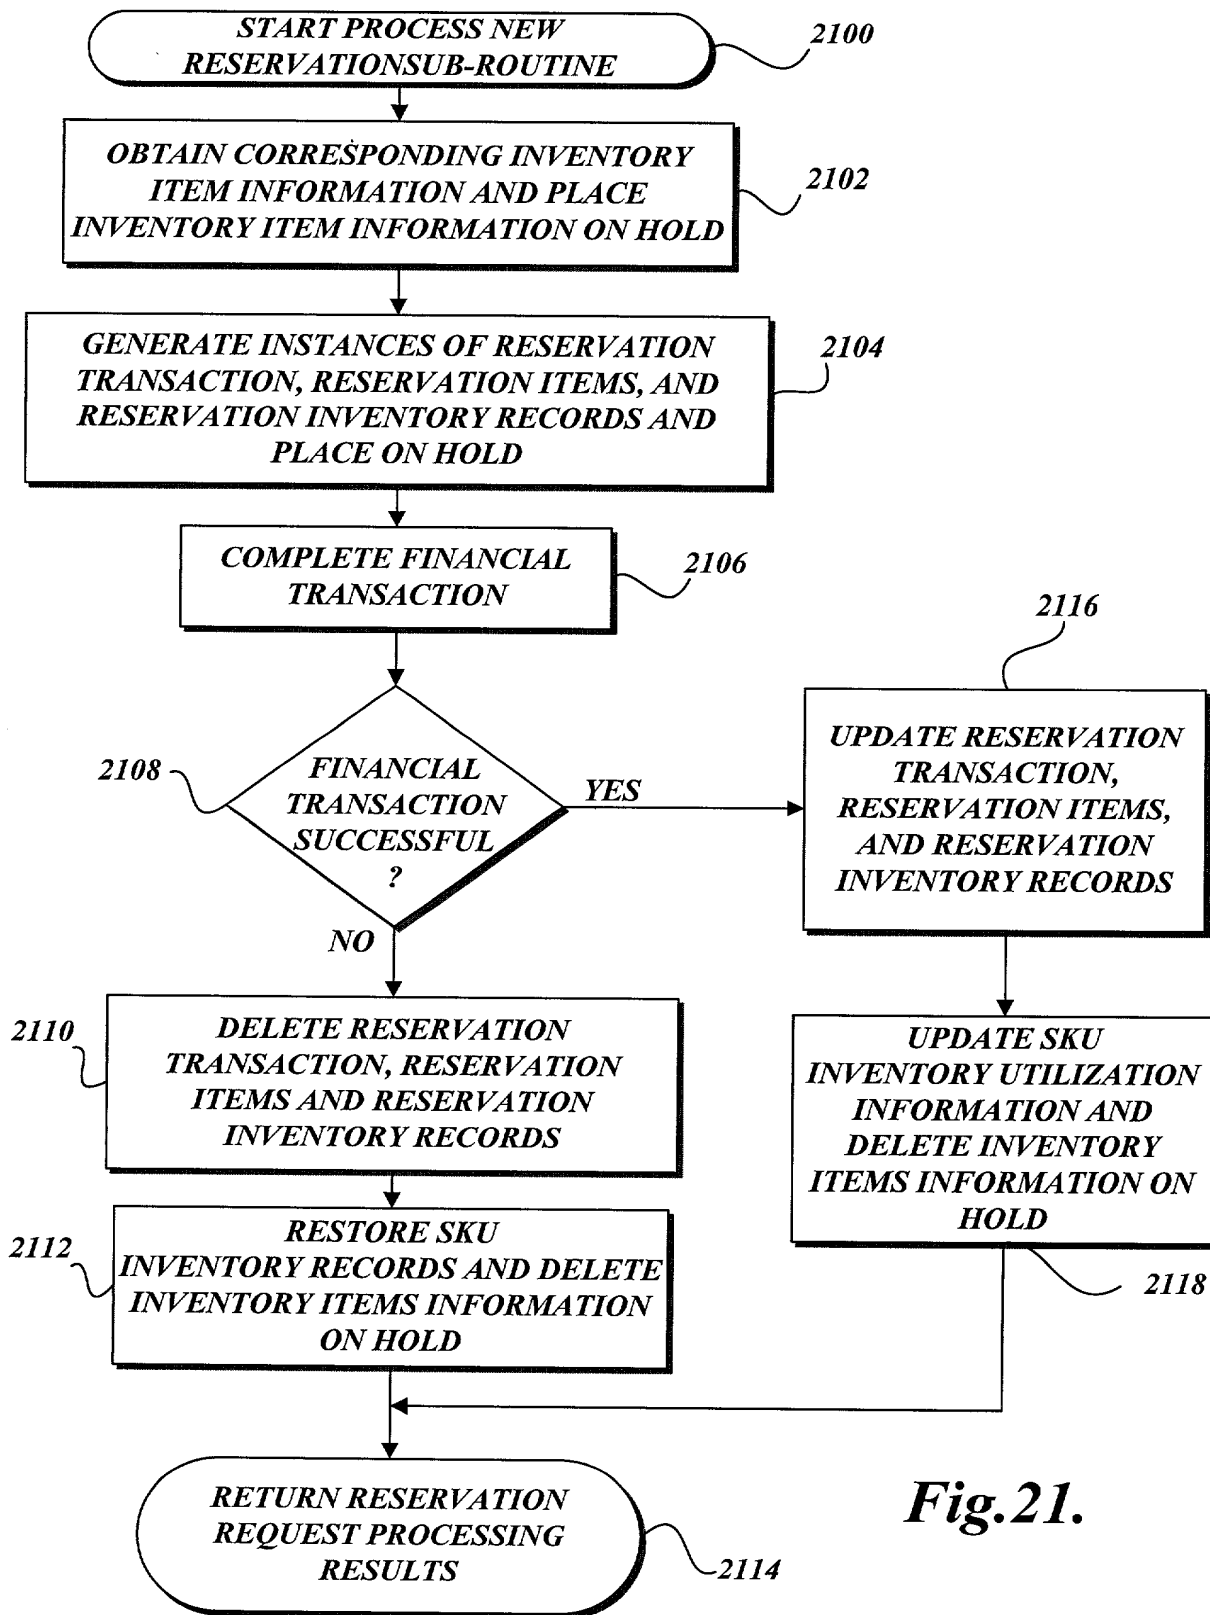 START PROCESS NEW
RESERVATIONSUB-ROUTINE
2100
OBTAIN CORRESPONDING INVENTORY
ITEM INFORMATION AND PLACE
INVENTORY ITEM INFORMATION ON HOLD
2102
GENERATE INSTANCES OF RESERVATION
TRANSACTION, RESERVATION ITEMS, AND
RESERVATION INVENTORY RECORDS AND
PLACE ON HOLD
2104
COMPLETE FINANCIAL
TRANSACTION
2106
2108
FINANCIAL
TRANSACTION
SUCCESSFUL
?
YES
NO
2116
UPDATE RESERVATION
TRANSACTION,
RESERVATION ITEMS,
AND RESERVATION
INVENTORY RECORDS
2110
DELETE RESERVATION
TRANSACTION, RESERVATION
ITEMS AND RESERVATION
INVENTORY RECORDS
UPDATE SKU
INVENTORY UTILIZATION
INFORMATION AND
DELETE INVENTORY
ITEMS INFORMATION ON
HOLD
2118
2112
RESTORE SKU
INVENTORY RECORDS AND DELETE
INVENTORY ITEMS INFORMATION
ON HOLD
RETURN RESERVATION
REQUEST PROCESSING
RESULTS
2114
Fig.21.